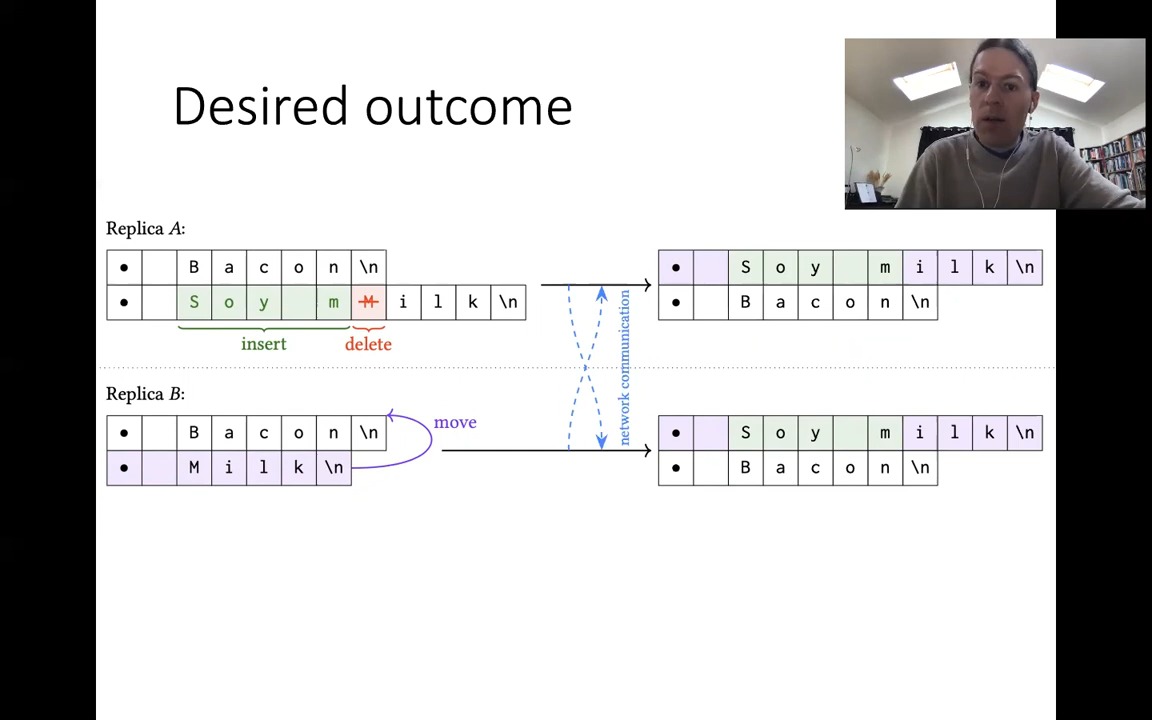 Desired outcome
Replica A:
• B a c o n \n
• S o y m M i l k \n
insert delete
• S o y m i l k \n
• B a c o n \n
network communication
Replica B:
• B a c o n \n
• M i l k \n
move
• S o y m i l k \n
• B a c o n \n